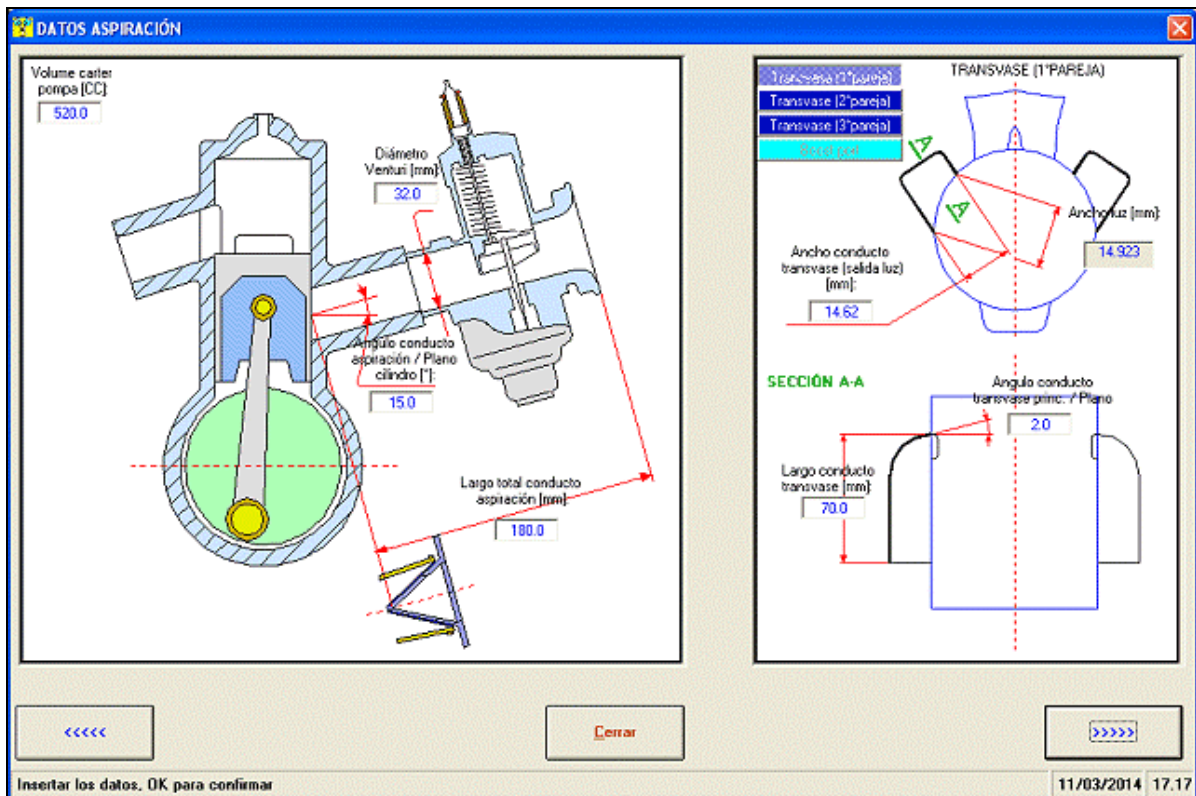 DATOS ASPIRACIÓN
Volume carter
pompa [CC]:
520.0
Diámetro
Venturi [mm]:
32.0
Angulo conducto
aspiración / Plano
cilindro [°]:
15.0
Largo total conducto
aspiración [mm]:
180.0
Transvase (1°pareja)
Transvase (2°pareja)
Transvase (3°pareja)
TRANSVASE (1°PAREJA)
A
A
Ancho luz [mm]:
14.923
Ancho conducto
transvase (salida luz)
[mm]:
14.62
SECCIÓN A-A
Angulo conducto
transvase princ. / Plano
2.0
Largo conducto
transvase [mm]:
70.0
<<<<<
Cerrar
>>>>>
Insertar los datos, OK para confirmar
11/03/2014 17.17